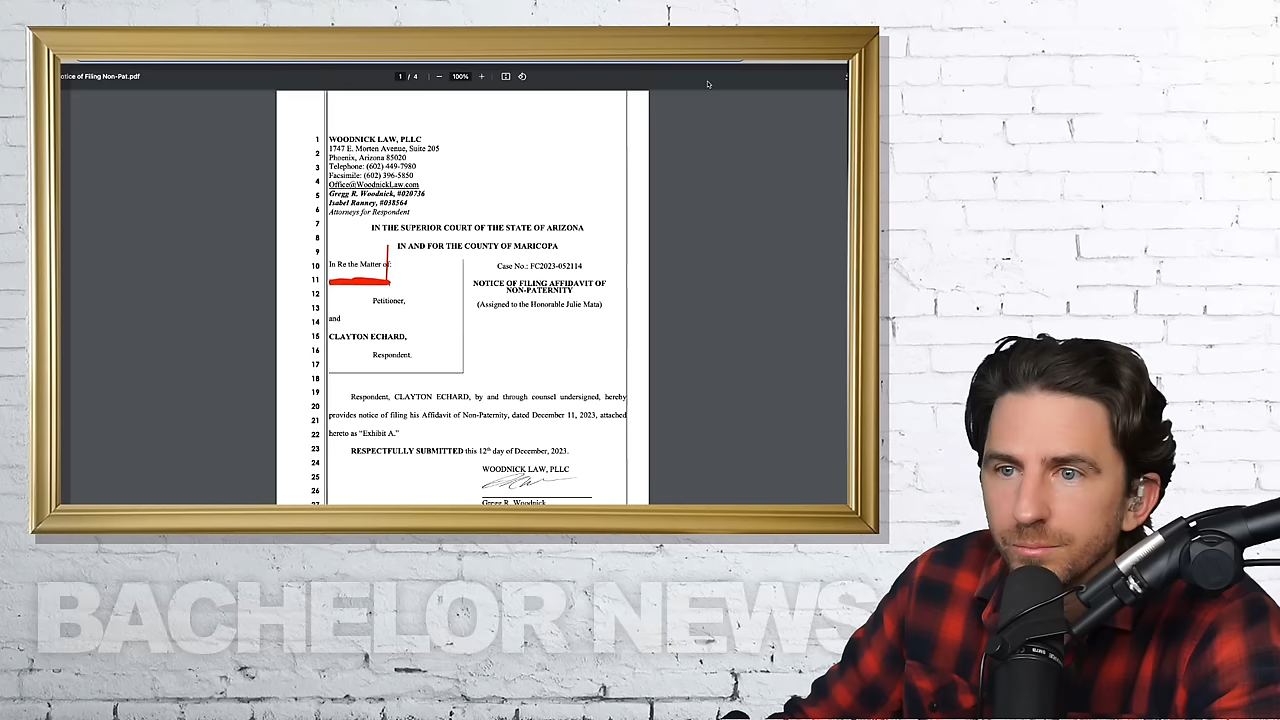 otice of Filing Non-Pat.pdf
1 / 4
100%
1 WOODNICK LAW, PLLC
2 1747 E. Morten Avenue, Suite 205
Phoenix, Arizona 85020
3 Telephone: (602) 449-7980
Facsimile: (602) 396-5850
4 Office@WoodnickLaw.com
5 Gregg R. Woodnick, #020736
Isabel Ranney, #038564
6 Attorneys for Respondent
7 IN THE SUPERIOR COURT OF THE STATE OF ARIZONA
8
9 IN AND FOR THE COUNTY OF MARICOPA
10 In Re the Matter of:
Case No.: FC2023-052114
11
NOTICE OF FILING AFFIDAVIT OF
NON-PATERNITY
12 Petitioner,
(Assigned to the Honorable Julie Mata)
13
14 and
15 CLAYTON ECHARD,
16 Respondent.
17
18
19 Respondent, CLAYTON ECHARD, by and through counsel undersigned, hereby
20
21 provides notice of filing his Affidavit of Non-Paternity, dated December 11, 2023, attached
22 hereto as “Exhibit A.”
23 RESPECTFULLY SUBMITTED this 12th day of December, 2023.
24 WOODNICK LAW, PLLC
25
26
27 Gregg R. Woodnick
BACHELOR NEWS